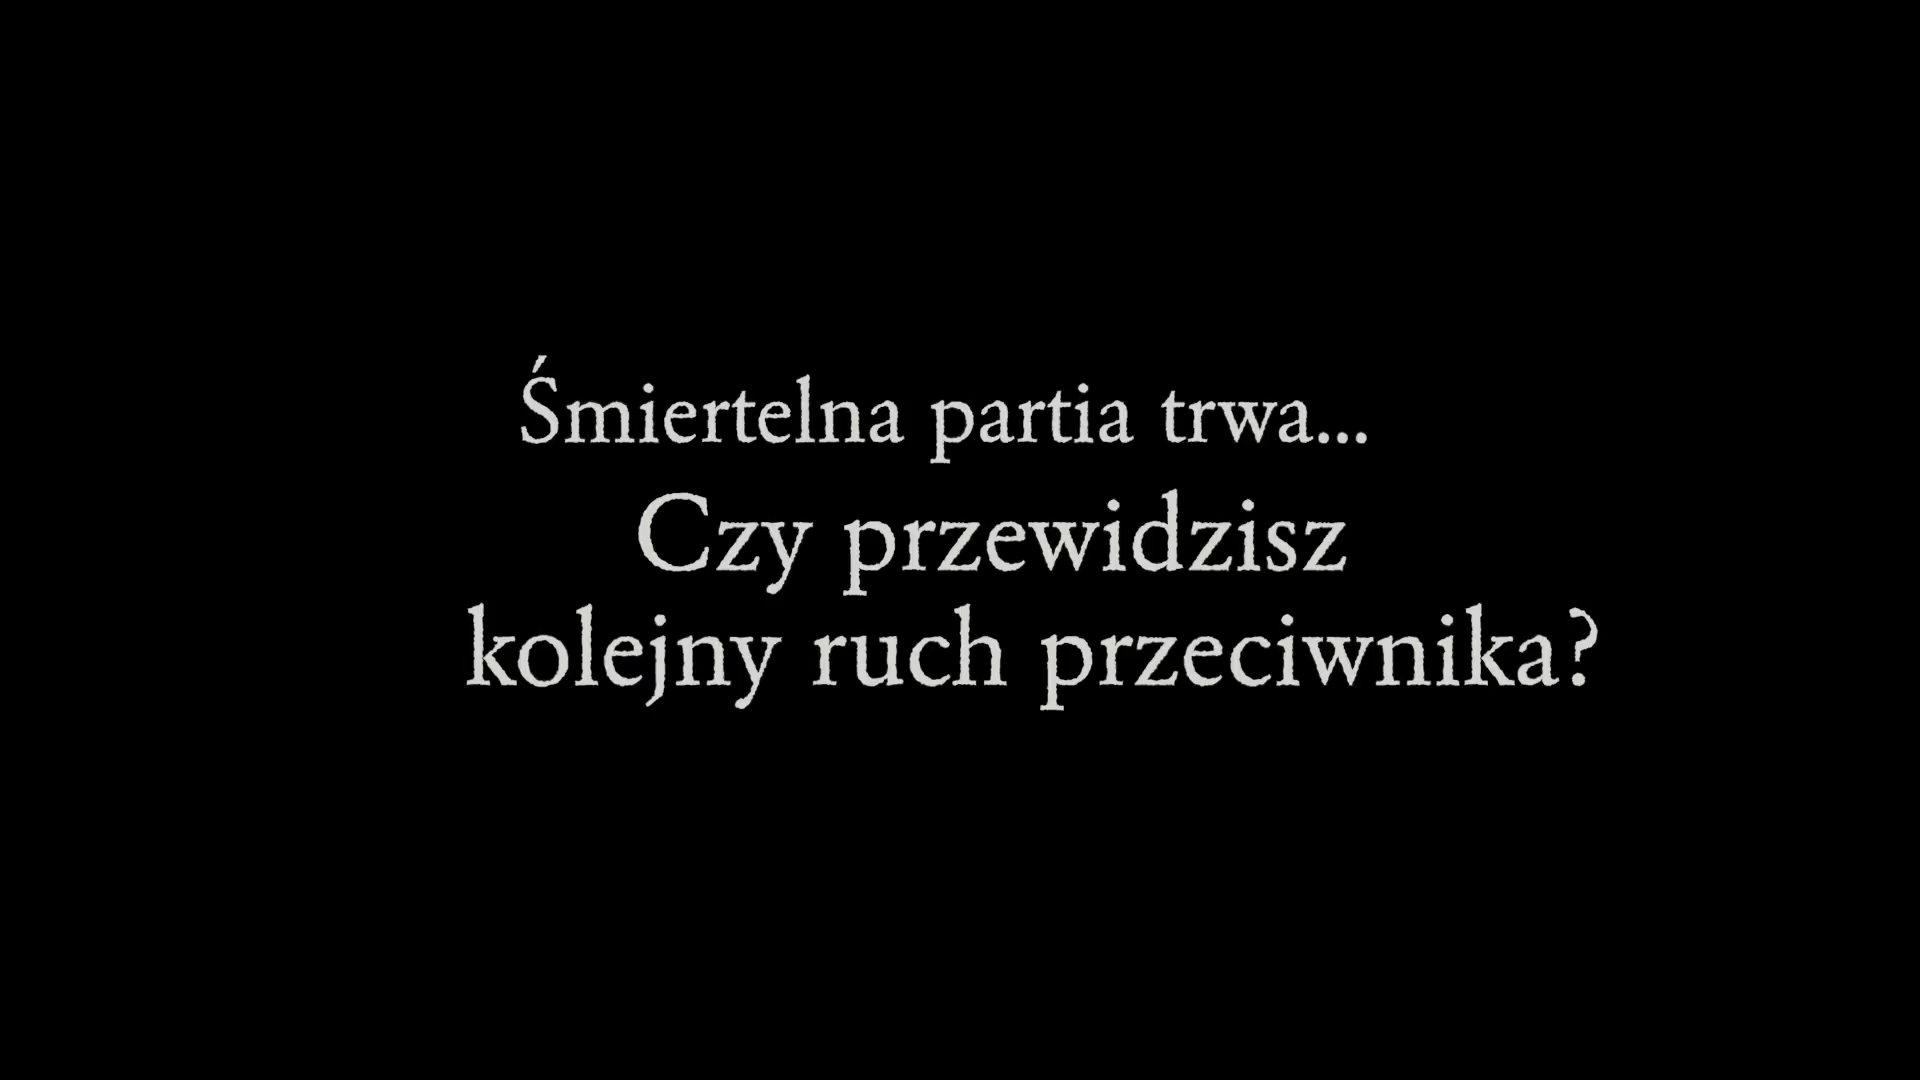 Śmiertelna partia trwa...
Czy przewidzisz
kolejny ruch przeciwnika?